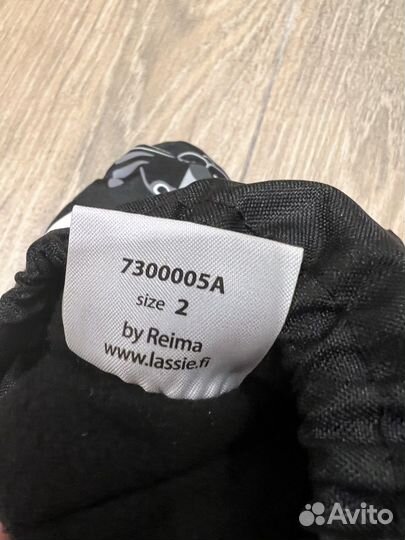 7300005A
size 2
by Reima
www.lassie.fi
Avito